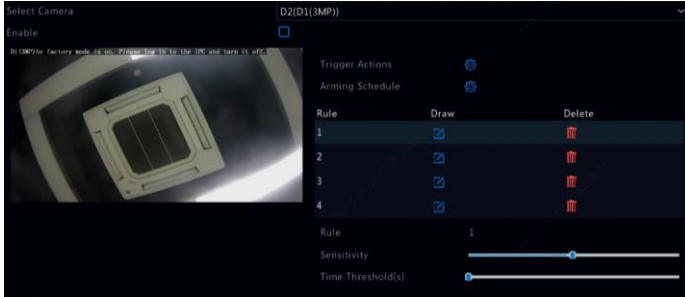 Select Camera D2(D1(3MP))
Enable
D1(3MP)to factory mode is on. Please log in to the IPC and turn it off.
Trigger Actions
Arming Schedule
Rule Draw Delete
1
2
3
4
Rule 1
Sensitivity
Time Threshold(s)